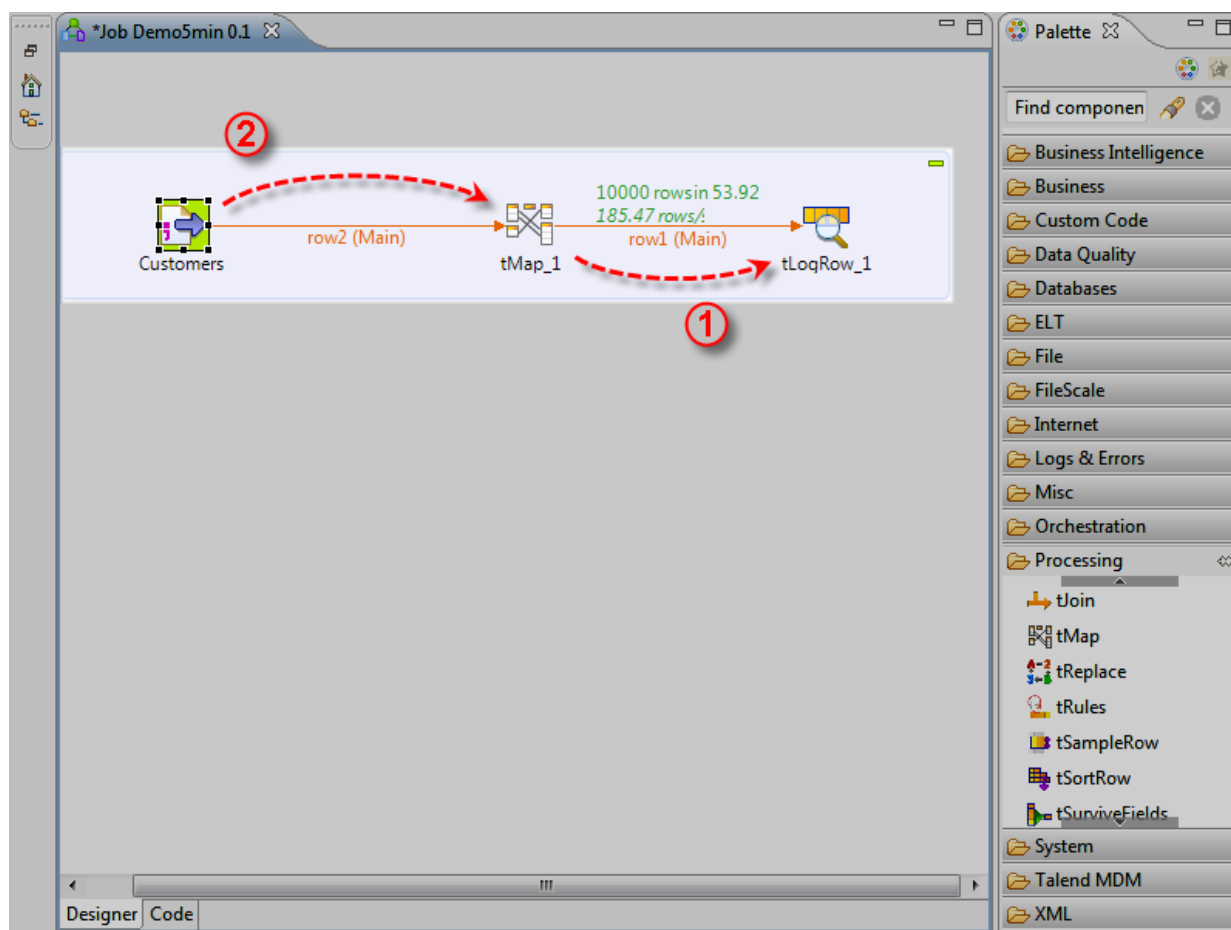 *Job Demo5min 0.1
2
10000 rows in 53.92
185.47 rows/
row2 (Main)
row1 (Main)
Customers
tMap_1
tLogRow_1
1
Designer
Code
Palette
Find componen
Business Intelligence
Business
Custom Code
Data Quality
Databases
ELT
File
FileScale
Internet
Logs & Errors
Misc
Orchestration
Processing
tJoin
tMap
tReplace
tRules
tSampleRow
tSortRow
tSurviveFields
System
Talend MDM
XML